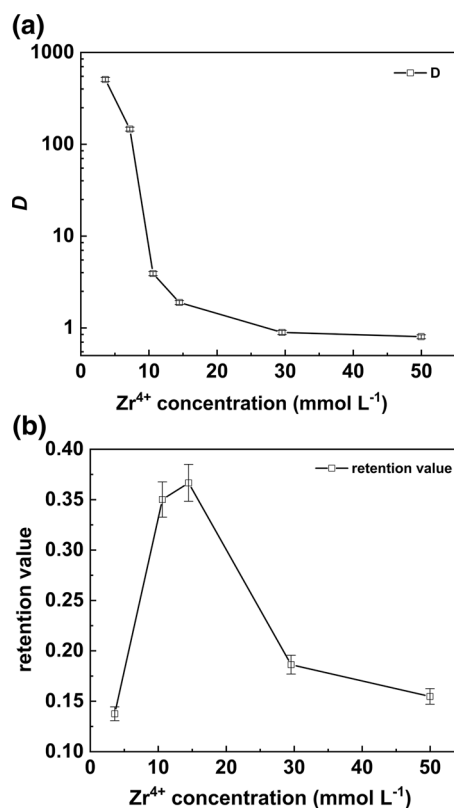 (a)
1000
100
10
1
D
D
0 10 20 30 40 50
Zr⁴⁺ concentration (mmol L⁻¹)
(b)
0.40
0.35
0.30
0.25
0.20
0.15
0.10
retention value
retention value
0 10 20 30 40 50
Zr⁴⁺ concentration (mmol L⁻¹)